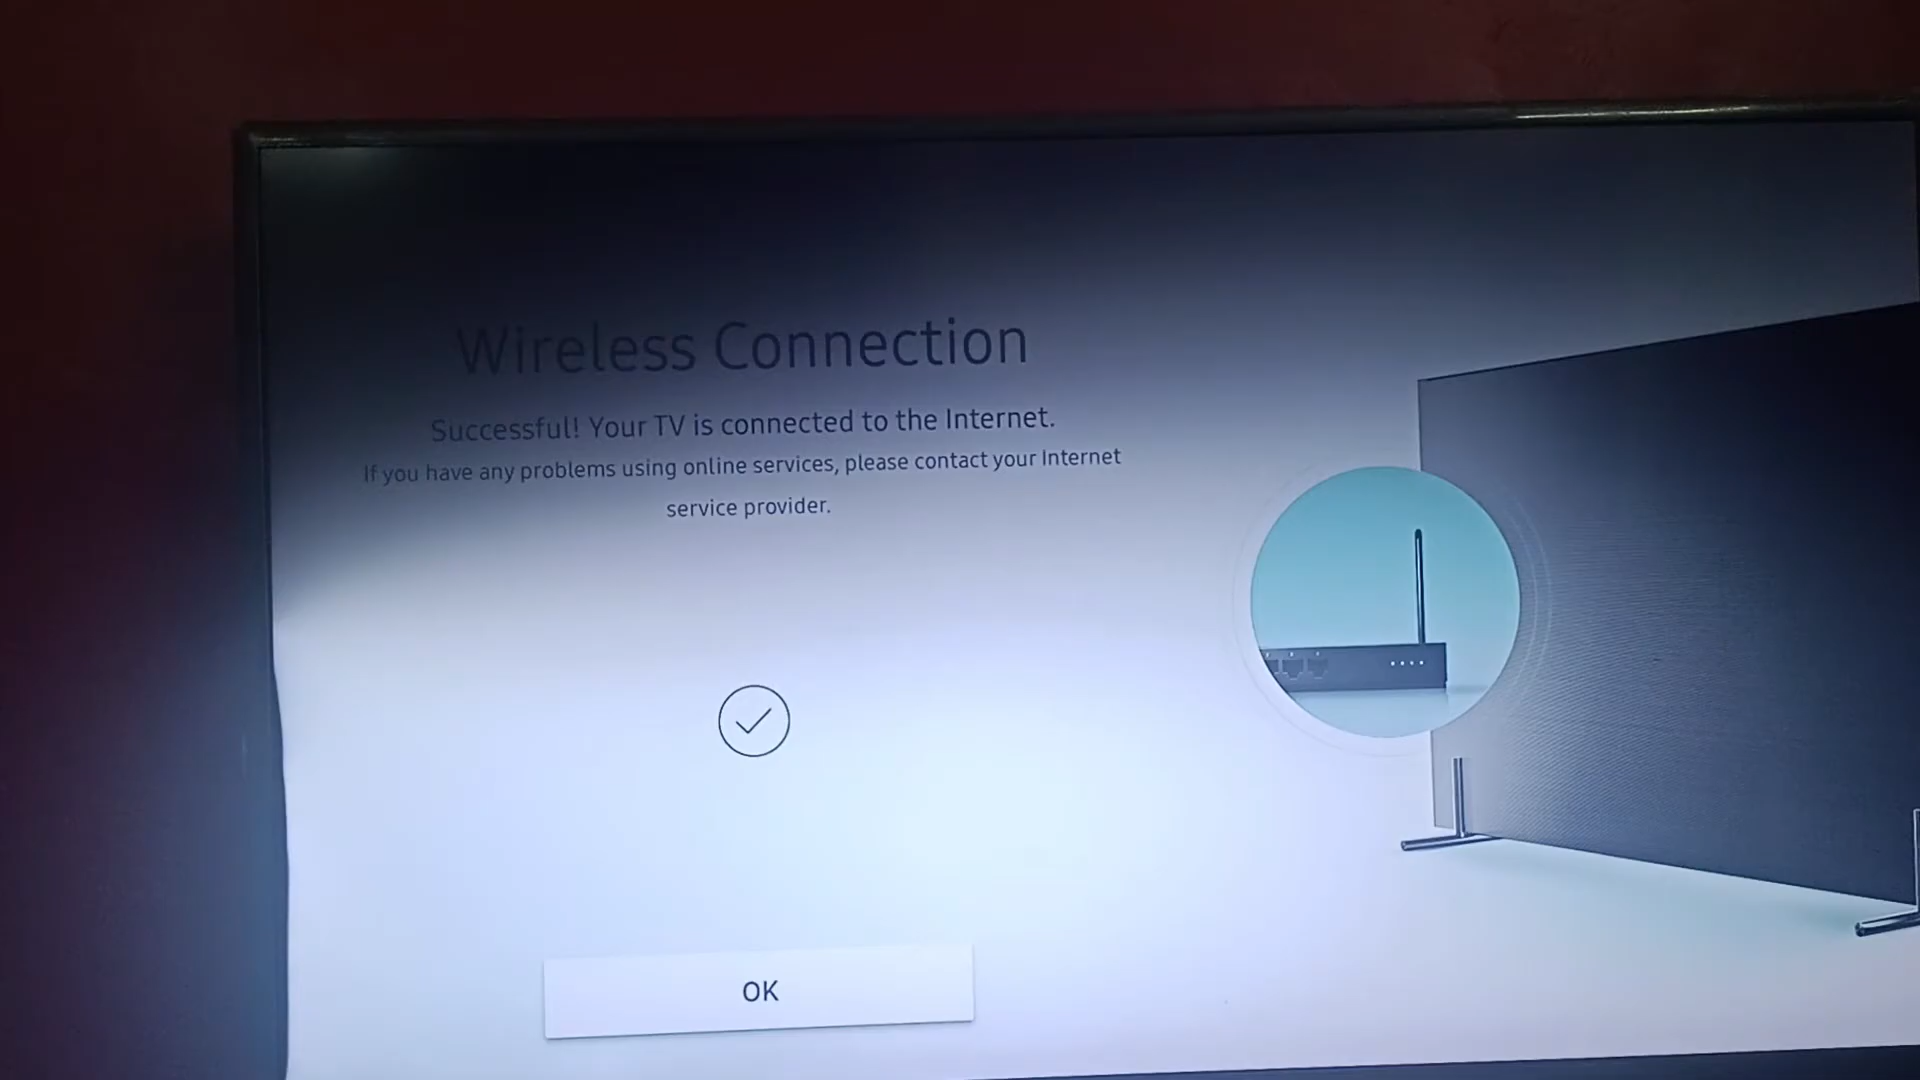 Wireless Connection
Successful! Your TV is connected to the Internet.
If you have any problems using online services, please contact your Internet
service provider.
OK